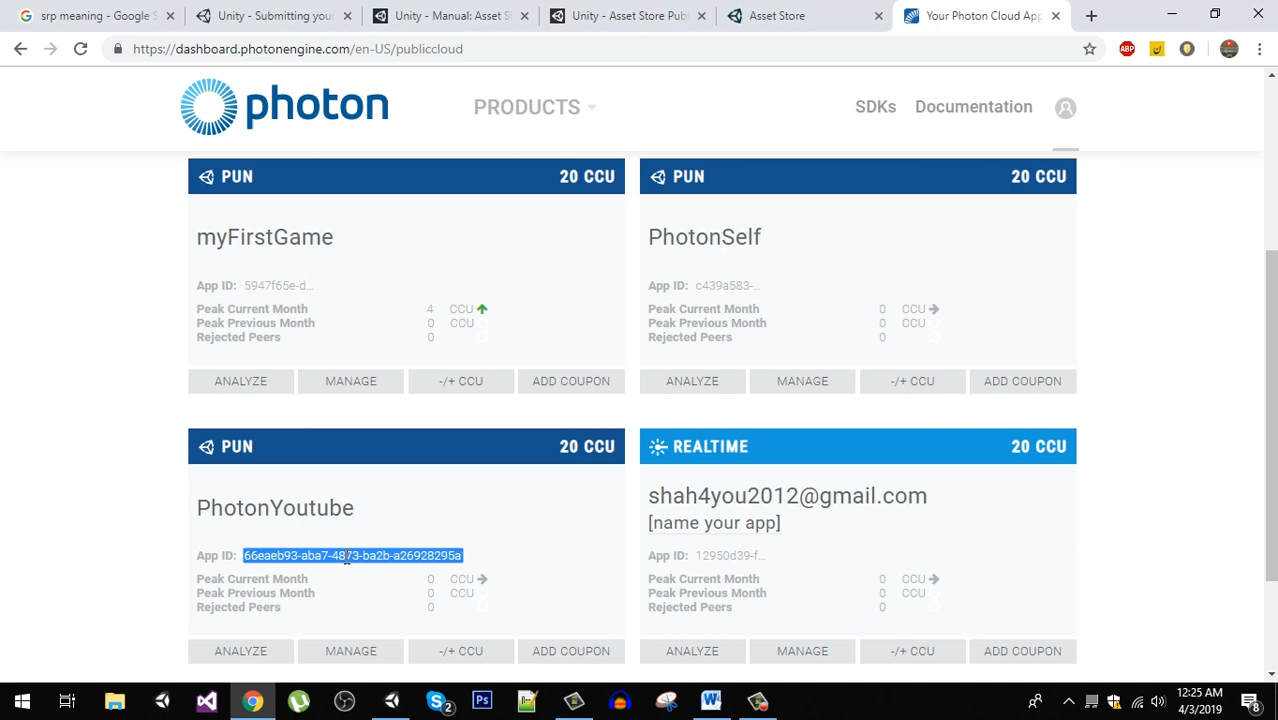 srp meaning - Google S
Unity - Submitting your
Unity - Manual: Asset St
Unity - Asset Store Publ
Asset Store
Your Photon Cloud App
https://dashboard.photonengine.com/en-US/publiccloud
ABP
photon
PRODUCTS
SDKs
Documentation
PUN 20 CCU
PUN 20 CCU
myFirstGame
PhotonSelf
App ID: 5947f65e-d...
App ID: c439a583-...
Peak Current Month 4 CCU
Peak Current Month 0 CCU
Peak Previous Month 0 CCU
Peak Previous Month 0 CCU
Rejected Peers 0
Rejected Peers 0
ANALYZE MANAGE -/+ CCU ADD COUPON
ANALYZE MANAGE -/+ CCU ADD COUPON
PUN 20 CCU
REALTIME 20 CCU
PhotonYoutube
shah4you2012@gmail.com
[name your app]
App ID: 66eaeb93-aba7-4873-ba2b-a26928295a
App ID: 12950d39-f...
Peak Current Month 0 CCU
Peak Current Month 0 CCU
Peak Previous Month 0 CCU
Peak Previous Month 0 CCU
Rejected Peers 0
Rejected Peers 0
ANALYZE MANAGE -/+ CCU ADD COUPON
ANALYZE MANAGE -/+ CCU ADD COUPON
2
Ps
W
12:25 AM
4/3/2019
8